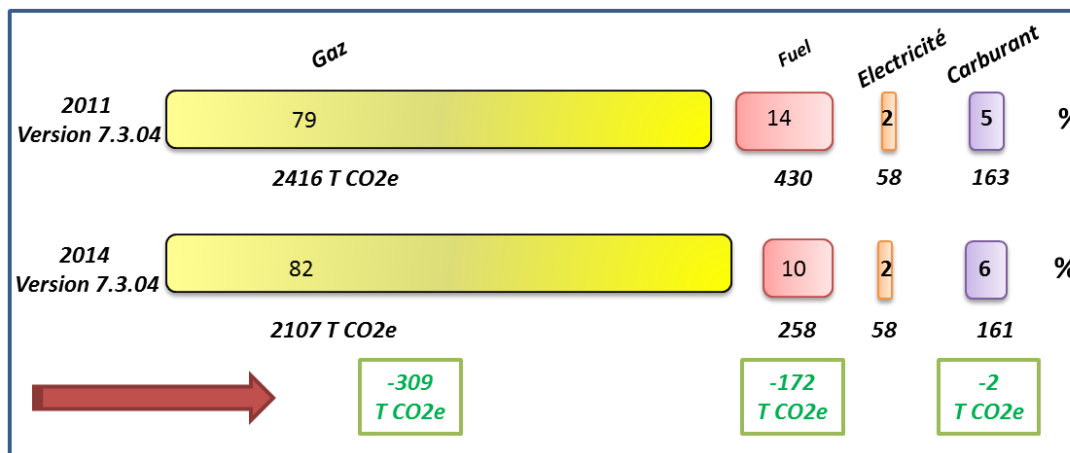 Gaz
Fuel
Electricité
Carburant
2011
Version 7.3.04
79
14
2
5
%
2416 T CO2e
430
58
163
2014
Version 7.3.04
82
10
2
6
%
2107 T CO2e
258
58
161
-309
T CO2e
-172
T CO2e
-2
T CO2e